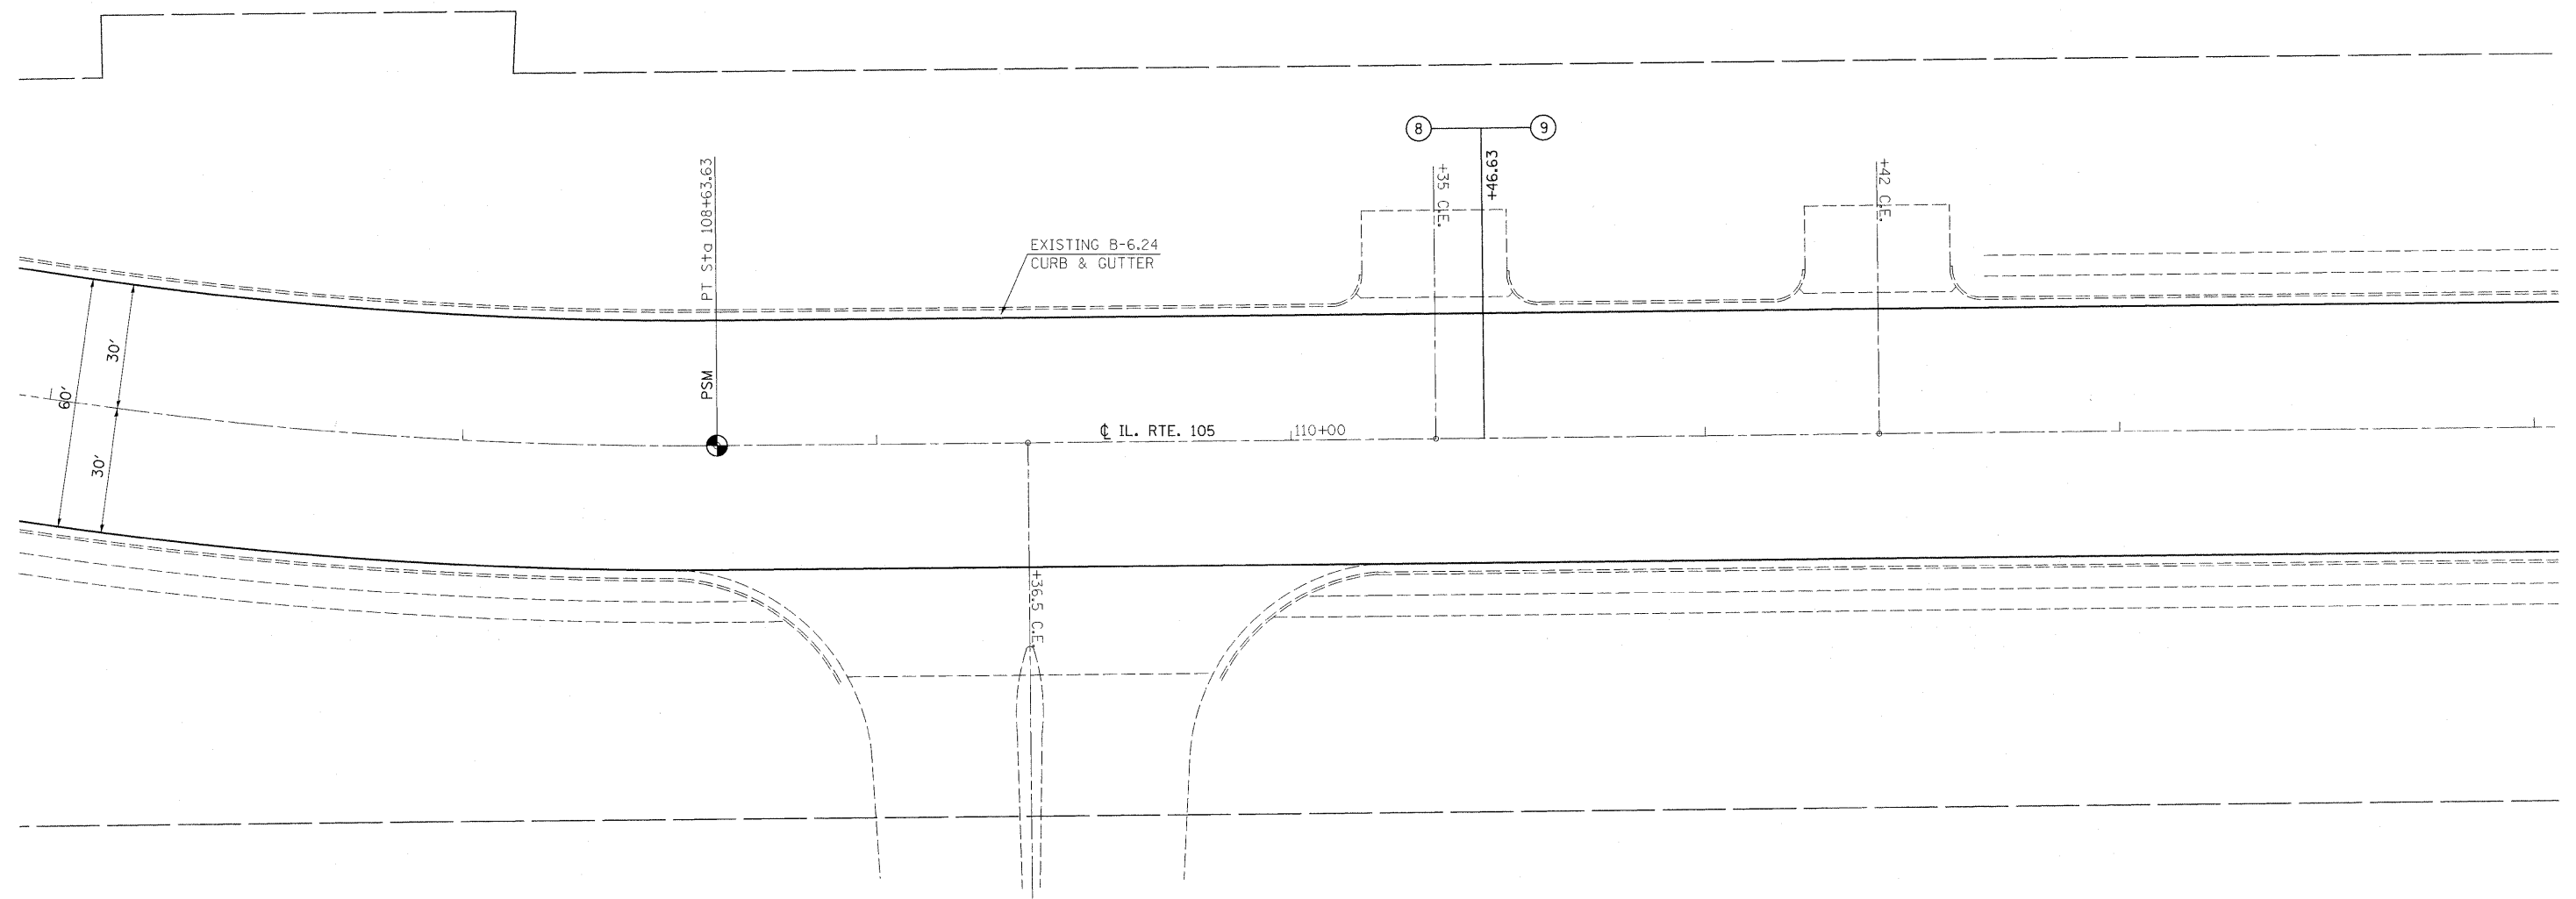 8
9
PT Sta 108+63.63
+35 C.E.
+46.63
+42 C.E.
EXISTING B-6.24
CURB & GUTTER
30'
60'
PSM
℄ IL. RTE. 105
110+00
30'
+36.5 C.E.